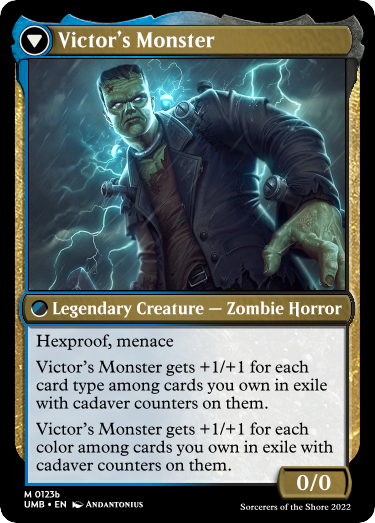 Victor's Monster
Legendary Creature — Zombie Horror
Hexproof, menace
Victor's Monster gets +1/+1 for each
card type among cards you own in exile
with cadaver counters on them.
Victor's Monster gets +1/+1 for each
color among cards you own in exile with
cadaver counters on them.
0/0
M 0123b
UMB • EN Andantonius
Sorcerers of the Shore 2022